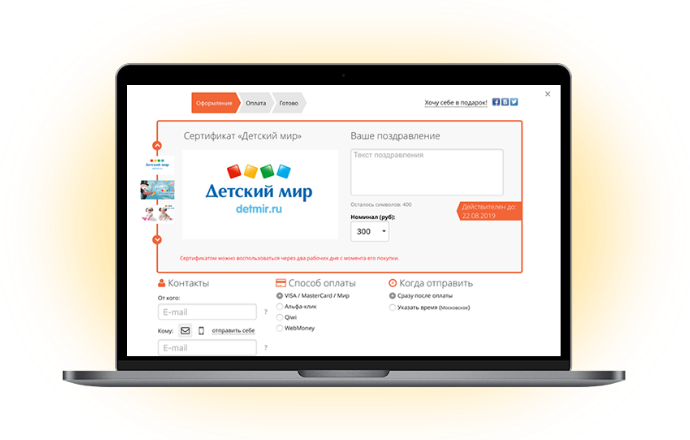 Оформление
Оплата
Готово
Хочу себе в подарок!
Сертификат «Детский мир»
Ваше поздравление
Текст поздравления
Детский мир
detmir.ru
Осталось символов: 400
Номинал (руб):
300
Действителен до:
22.08.2019
Сертификатом можно воспользоваться через два рабочих дня с момента его покупки.
Контакты
От кого:
E-mail
?
Кому:
отправить себе
E-mail
?
Способ оплаты
VISA / MasterCard / Мир
Альфа-клик
Qiwi
WebMoney
Когда отправить
Сразу после оплаты
Указать время (Московское)